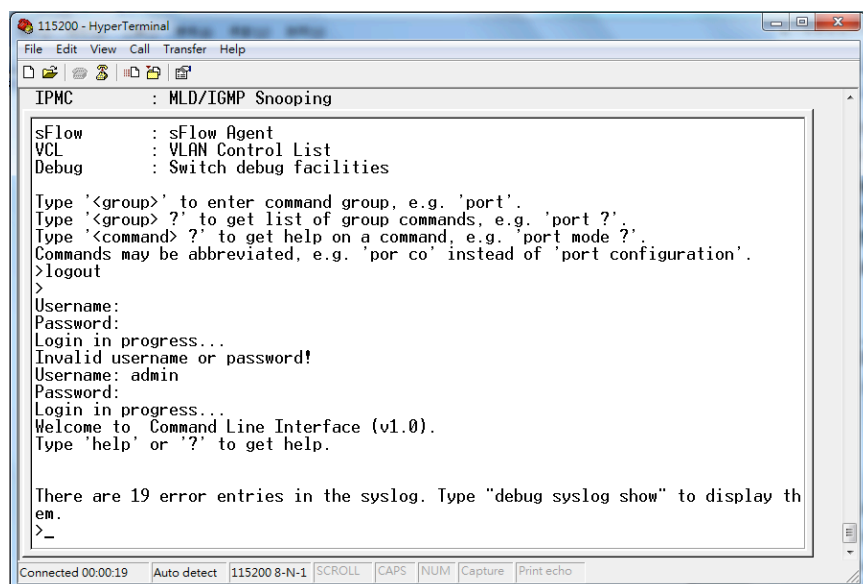 115200 - HyperTerminal
File Edit View Call Transfer Help
IPMC : MLD/IGMP Snooping
sFlow : sFlow Agent
VCL : VLAN Control List
Debug : Switch debug facilities
Type '<group>' to enter command group, e.g. 'port'.
Type '<group> ?' to get list of group commands, e.g. 'port ?'.
Type '<command> ?' to get help on a command, e.g. 'port mode ?'.
Commands may be abbreviated, e.g. 'por co' instead of 'port configuration'.
>logout
>
Username:
Password:
Login in progress...
Invalid username or password!
Username: admin
Password:
Login in progress...
Welcome to  Command Line Interface (v1.0).
Type 'help' or '?' to get help.
There are 19 error entries in the syslog. Type "debug syslog show" to display th
em.
>_
Connected 00:00:19 Auto detect 115200 8-N-1 SCROLL CAPS NUM Capture Print echo